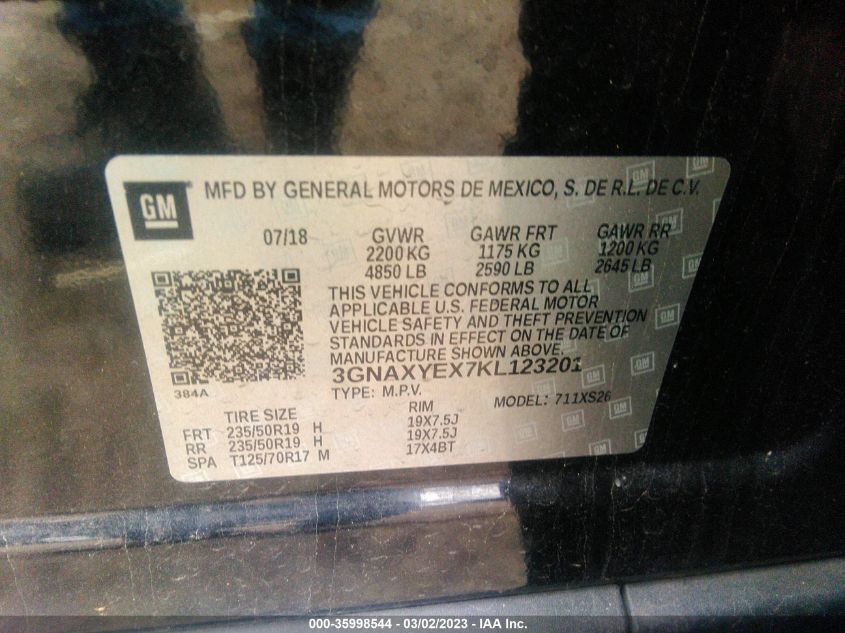 GM
MFD BY GENERAL MOTORS DE MEXICO, S. DE R.L. DE C.V.
07/18 GVWR GAWR FRT GAWR RR
2200 KG 1175 KG 1200 KG
4850 LB 2590 LB 2645 LB
THIS VEHICLE CONFORMS TO ALL
APPLICABLE U.S. FEDERAL MOTOR
VEHICLE SAFETY AND THEFT PREVENTION
STANDARDS IN EFFECT ON THE DATE OF
MANUFACTURE SHOWN ABOVE.
3GNAXYEX7KL123201
384A
TYPE: M.P.V. MODEL: 711XS26
TIRE SIZE RIM
FRT 235/50R19 H 19X7.5J
RR 235/50R19 H 19X7.5J
SPA T125/70R17 M 17X4BT
000-35998544 - 03/02/2023 - IAA Inc.